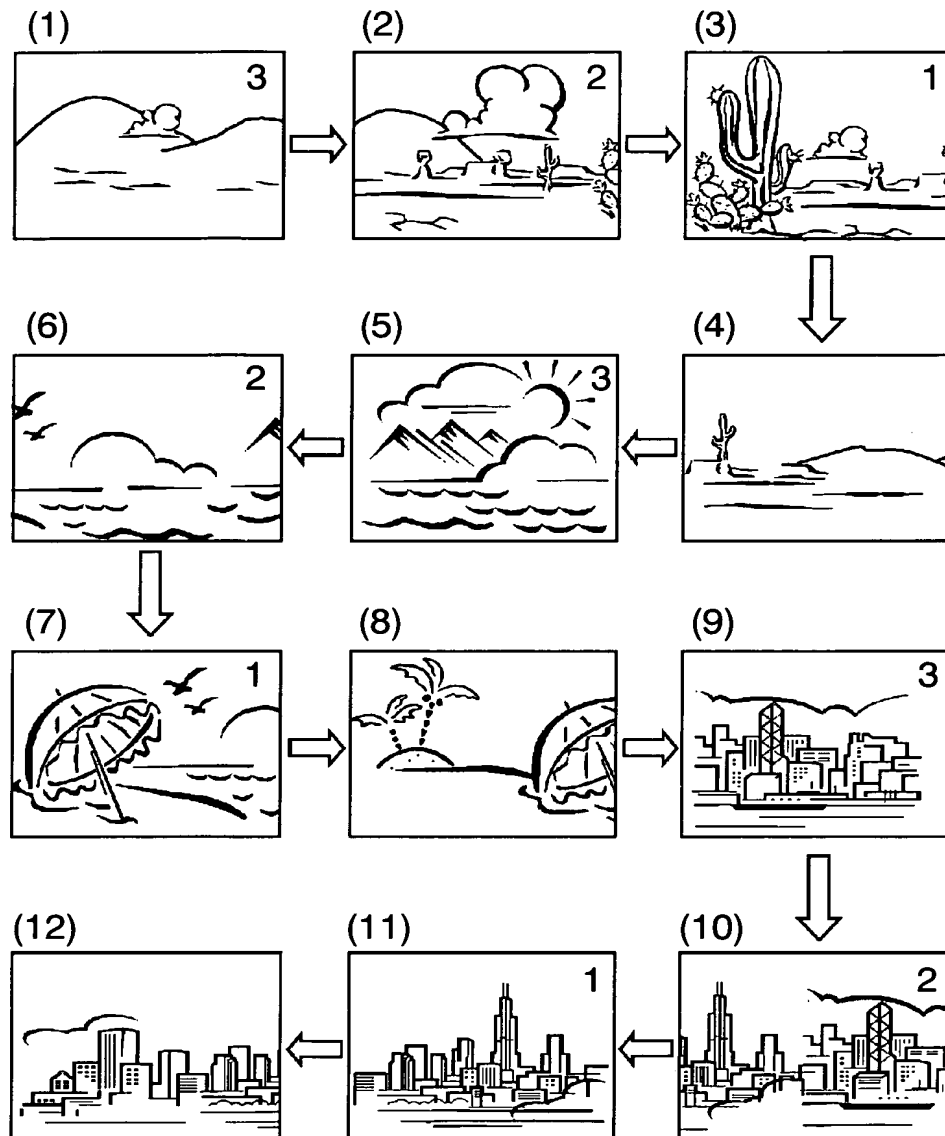 (1) (2) (3)
3 2 1
(6) (5) (4)
2 3
(7) (8) (9)
1 3
(12) (11) (10)
1 2